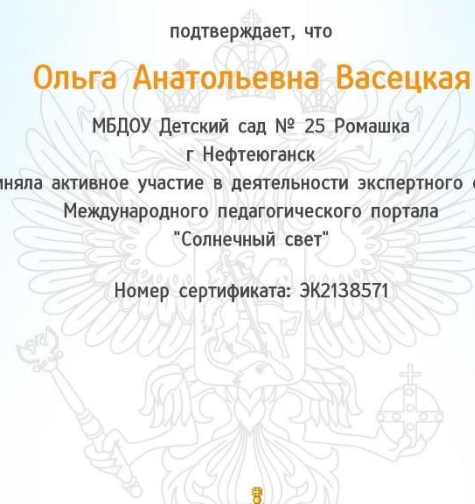 подтверждает, что
Ольга Анатольевна Васецкая
МБДОУ Детский сад № 25 Ромашка
г Нефтеюганск
активное участие в деятельности экспертного
Международного педагогического портала
"Солнечный свет"
Номер сертификата: ЭК2138571